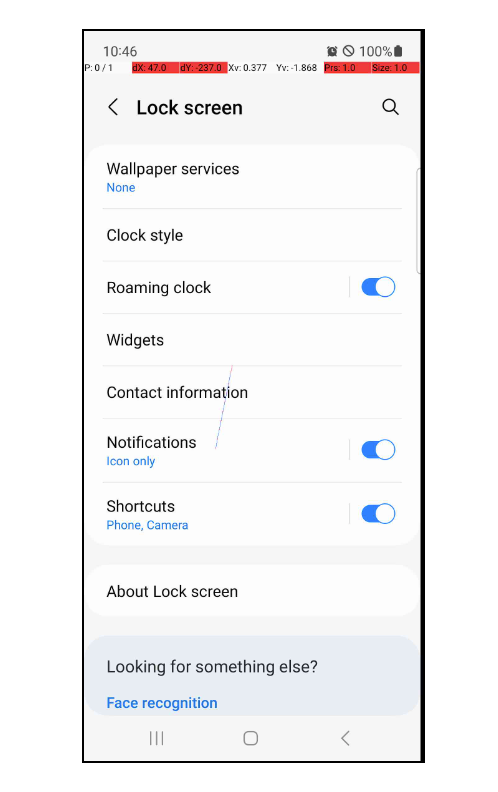 10:46 100%
P: 0 / 1 dX: 47.0 dY: -237.0 Xv: 0.377 Yv: -1.868 Prs: 1.0 Size: 1.0
Lock screen
Wallpaper services
None
Clock style
Roaming clock
Widgets
Contact information
Notifications
Icon only
Shortcuts
Phone, Camera
About Lock screen
Looking for something else?
Face recognition